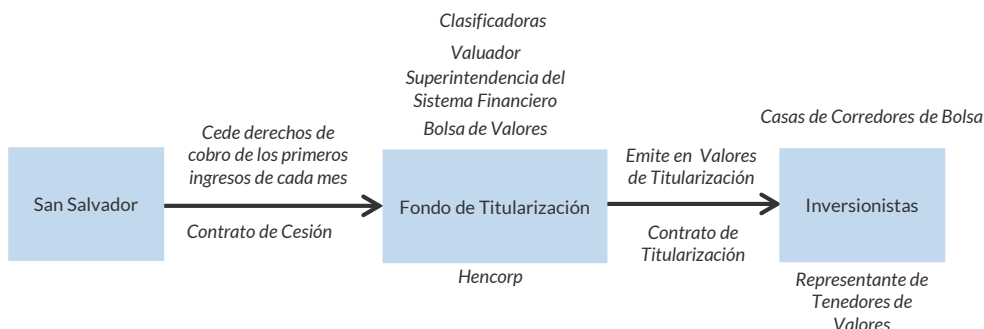 Clasificadoras
Valuador
Superintendencia del
Sistema Financiero
Bolsa de Valores
Casas de Corredores de Bolsa
Cede derechos de
cobro de los primeros
ingresos de cada mes
Emite en Valores
de Titularización
San Salvador
Fondo de Titularización
Inversionistas
Contrato de Cesión
Contrato de
Titularización
Hencorp
Representante de
Tenedores de
Valores